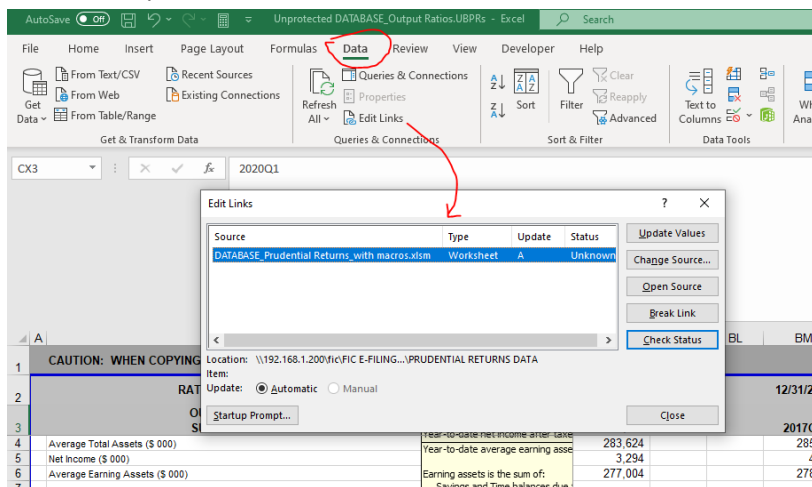 AutoSave Off Unprotected DATABASE_Output Ratios.UBPRs - Excel Search
File Home Insert Page Layout Formulas Data Review View Developer Help
Get Data
From Text/CSV
From Web
From Table/Range
Recent Sources
Existing Connections
Get & Transform Data
Refresh All
Queries & Connections
Properties
Edit Links
Queries & Connections
Sort
Filter
Clear
Reapply
Advanced
Sort & Filter
Text to Columns
Data Tools
CX3 fx 2020Q1
Edit Links ? X
Source Type Update Status
DATABASE_Prudential Returns_with macros.xlsm Worksheet A Unknown
Update Values
Change Source...
Open Source
Break Link
Check Status
Location: \\192.168.1.200\fic\FIC E-FILING...\PRUDENTIAL RETURNS DATA
Item:
Update: Automatic Manual
Startup Prompt... Close
A BL BM
1 CAUTION: WHEN COPYING
2 RAT 12/31/2
3 2017Q
4 Average Total Assets ($ 000) 283,624 285
5 Net Income ($ 000) 3,294 4
6 Average Earning Assets ($ 000) 277,004 278
Year-to-date net income after taxe
Year-to-date average earning asse
Earning assets is the sum of:
Savings and Time balances due